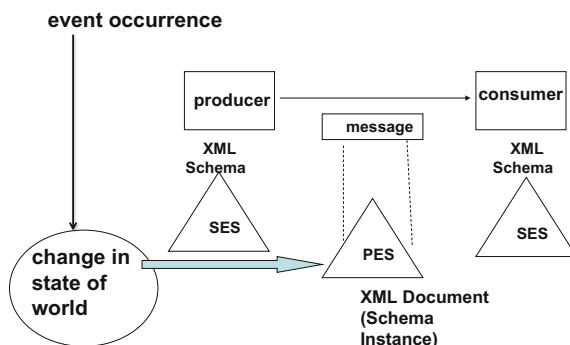 event occurrence
producer
consumer
message
XML
Schema
XML
Schema
SES
PES
SES
change in
state of
world
XML Document
(Schema
Instance)